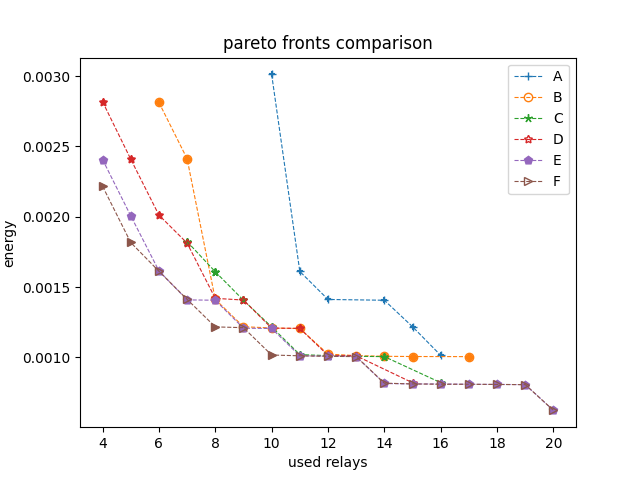 pareto fronts comparison
0.0030
0.0025
0.0020
0.0015
0.0010
energy
A
B
C
D
E
F
4 6 8 10 12 14 16 18 20
used relays